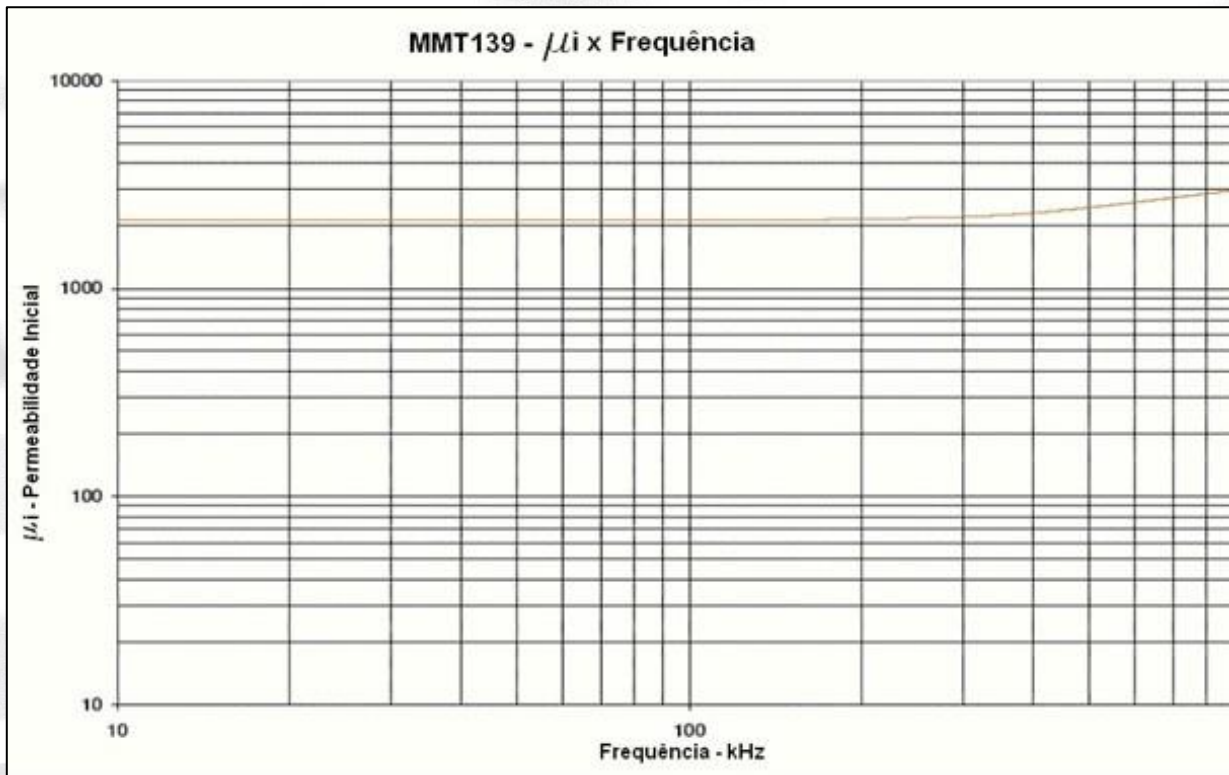 MMT139 - μi x Frequência
10000
1000
100
10
μi - Permeabilidade Inicial
10
100
Frequência - kHz